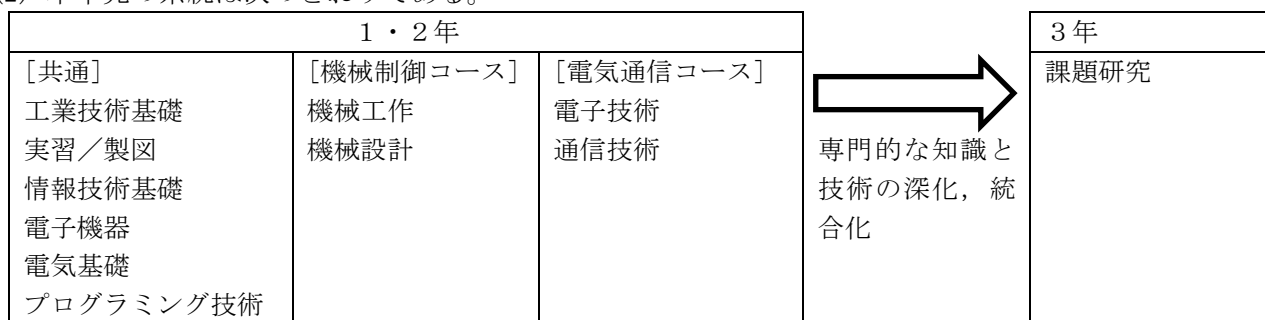 １・２年
［共通］
工業技術基礎
実習／製図
情報技術基礎
電子機器
電気基礎
プログラミング技術
［機械制御コース］
機械工作
機械設計
［電気通信コース］
電子技術
通信技術
専門的な知識と
技術の深化，統
合化
３年
課題研究